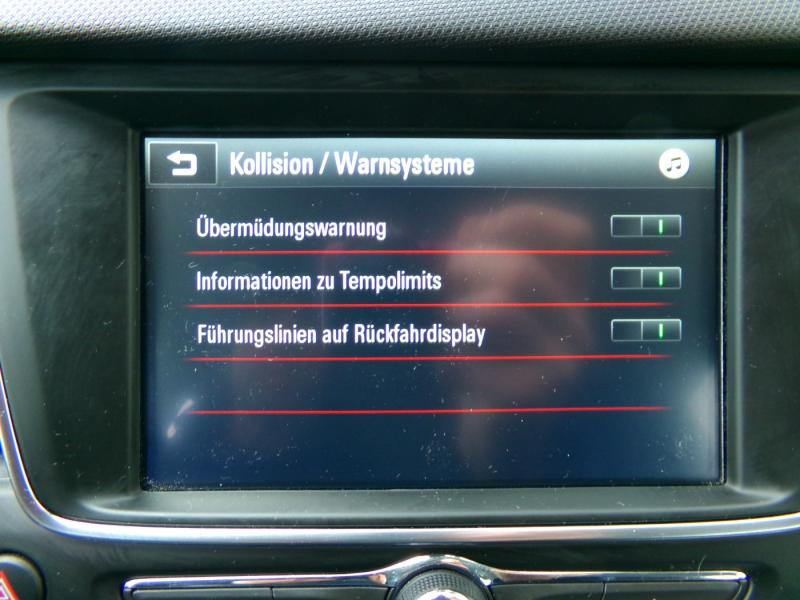 Kollision / Warnsysteme
Übermüdungswarnung
Informationen zu Tempolimits
Führungslinien auf Rückfahrdisplay